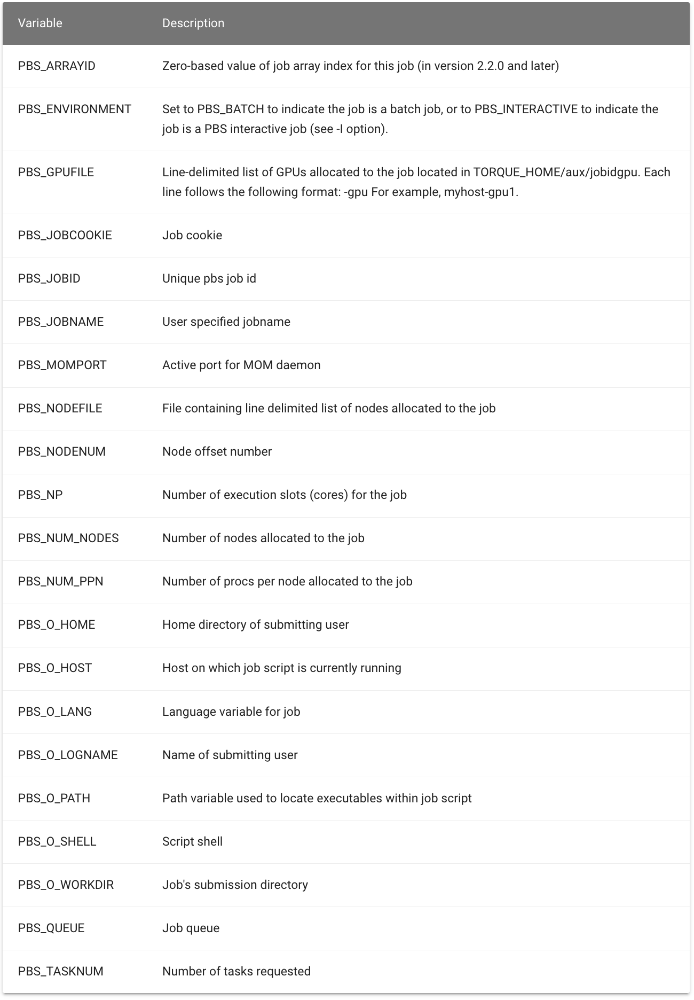 Variable Description
PBS_ARRAYID Zero-based value of job array index for this job (in version 2.2.0 and later)
PBS_ENVIRONMENT Set to PBS_BATCH to indicate the job is a batch job, or to PBS_INTERACTIVE to indicate the
job is a PBS interactive job (see -I option).
PBS_GPUFILE Line-delimited list of GPUs allocated to the job located in TORQUE_HOME/aux/jobidgpu. Each
line follows the following format: -gpu For example, myhost-gpu1.
PBS_JOBCOOKIE Job cookie
PBS_JOBID Unique pbs job id
PBS_JOBNAME User specified jobname
PBS_MOMPORT Active port for MOM daemon
PBS_NODEFILE File containing line delimited list of nodes allocated to the job
PBS_NODENUM Node offset number
PBS_NP Number of execution slots (cores) for the job
PBS_NUM_NODES Number of nodes allocated to the job
PBS_NUM_PPN Number of procs per node allocated to the job
PBS_O_HOME Home directory of submitting user
PBS_O_HOST Host on which job script is currently running
PBS_O_LANG Language variable for job
PBS_O_LOGNAME Name of submitting user
PBS_O_PATH Path variable used to locate executables within job script
PBS_O_SHELL Script shell
PBS_O_WORKDIR Job's submission directory
PBS_QUEUE Job queue
PBS_TASKNUM Number of tasks requested